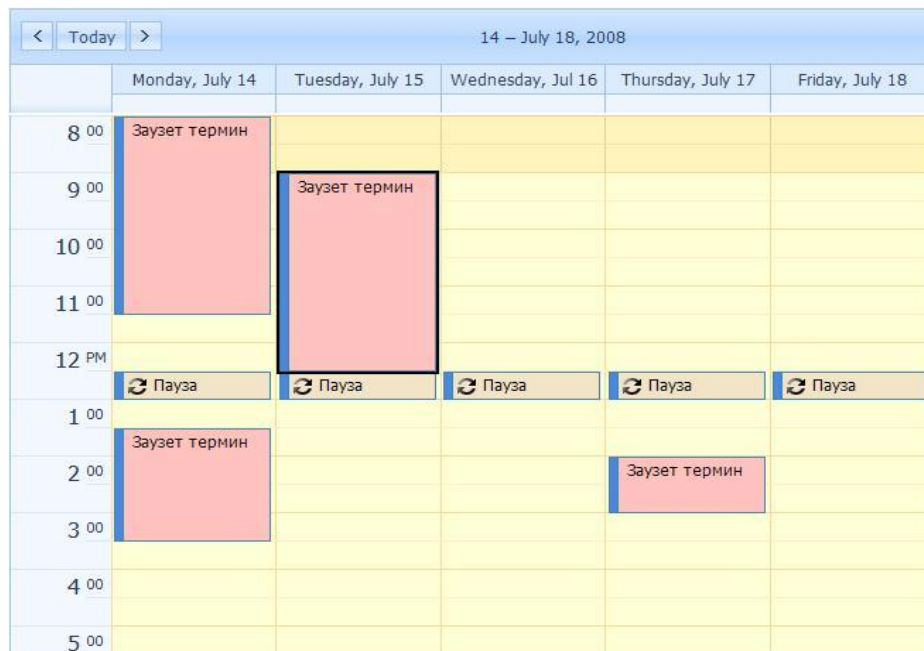 < Today > 14 – July 18, 2008
Monday, July 14 Tuesday, July 15 Wednesday, Jul 16 Thursday, July 17 Friday, July 18
8 00 Заузет термин
9 00 Заузет термин
10 00
11 00
12 PM
Пауза Пауза Пауза Пауза Пауза
1 00
Заузет термин
2 00 Заузет термин
3 00
4 00
5 00